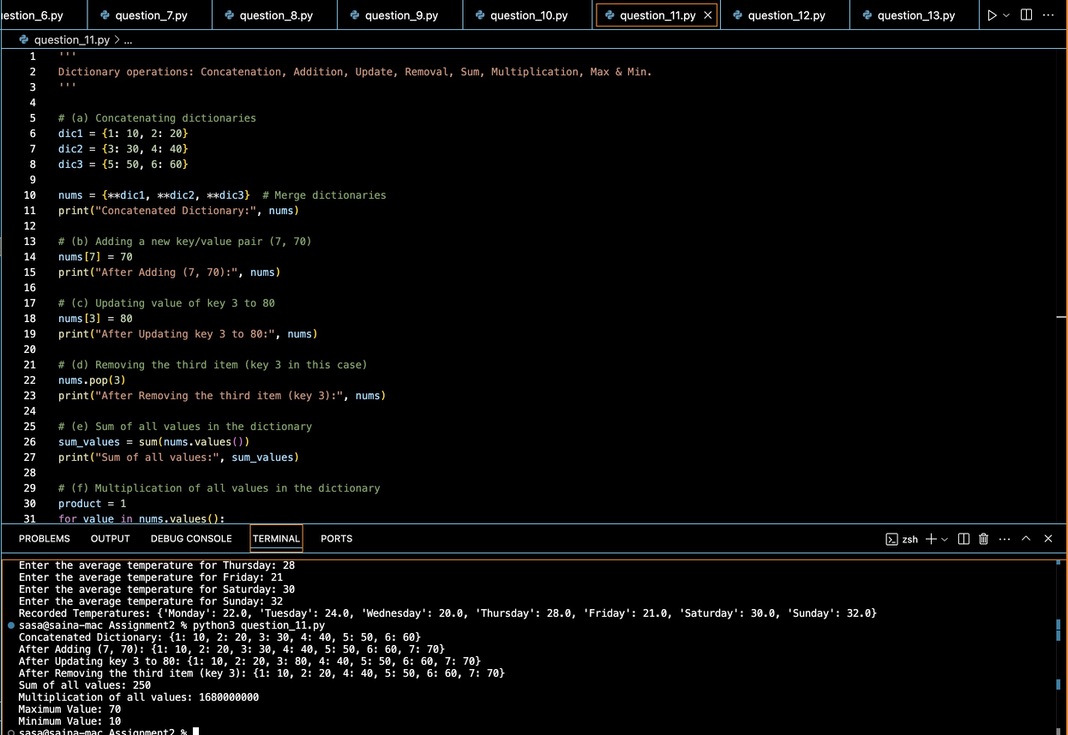 estion_6.py question_7.py question_8.py question_9.py question_10.py question_11.py question_12.py question_13.py
question_11.py > ...
1 '''
2 Dictionary operations: Concatenation, Addition, Update, Removal, Sum, Multiplication, Max & Min.
3 '''
4
5 # (a) Concatenating dictionaries
6 dic1 = {1: 10, 2: 20}
7 dic2 = {3: 30, 4: 40}
8 dic3 = {5: 50, 6: 60}
9
10 nums = {**dic1, **dic2, **dic3}  # Merge dictionaries
11 print("Concatenated Dictionary:", nums)
12
13 # (b) Adding a new key/value pair (7, 70)
14 nums[7] = 70
15 print("After Adding (7, 70):", nums)
16
17 # (c) Updating value of key 3 to 80
18 nums[3] = 80
19 print("After Updating key 3 to 80:", nums)
20
21 # (d) Removing the third item (key 3 in this case)
22 nums.pop(3)
23 print("After Removing the third item (key 3):", nums)
24
25 # (e) Sum of all values in the dictionary
26 sum_values = sum(nums.values())
27 print("Sum of all values:", sum_values)
28
29 # (f) Multiplication of all values in the dictionary
30 product = 1
31 for value in nums.values():
PROBLEMS OUTPUT DEBUG CONSOLE TERMINAL PORTS zsh
Enter the average temperature for Thursday: 28
Enter the average temperature for Friday: 21
Enter the average temperature for Saturday: 30
Enter the average temperature for Sunday: 32
Recorded Temperatures: {'Monday': 22.0, 'Tuesday': 24.0, 'Wednesday': 20.0, 'Thursday': 28.0, 'Friday': 21.0, 'Saturday': 30.0, 'Sunday': 32.0}
sasa@saina-mac Assignment2 % python3 question_11.py
Concatenated Dictionary: {1: 10, 2: 20, 3: 30, 4: 40, 5: 50, 6: 60}
After Adding (7, 70): {1: 10, 2: 20, 3: 30, 4: 40, 5: 50, 6: 60, 7: 70}
After Updating key 3 to 80: {1: 10, 2: 20, 3: 80, 4: 40, 5: 50, 6: 60, 7: 70}
After Removing the third item (key 3): {1: 10, 2: 20, 4: 40, 5: 50, 6: 60, 7: 70}
Sum of all values: 250
Multiplication of all values: 1680000000
Maximum Value: 70
Minimum Value: 10
sasa@saina-mac Assignment2 %